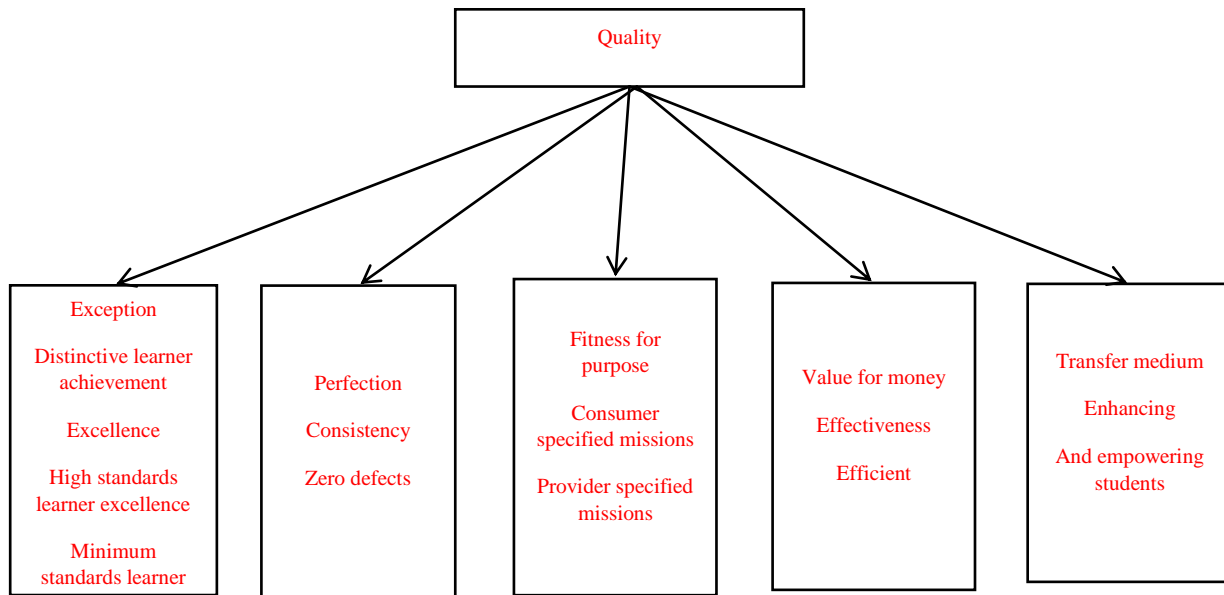 Quality
Exception
Distinctive learner
achievement
Excellence
High standards
learner excellence
Minimum
standards learner
Perfection
Consistency
Zero defects
Fitness for
purpose
Consumer
specified missions
Provider specified
missions
Value for money
Effectiveness
Efficient
Transfer medium
Enhancing
And empowering
students